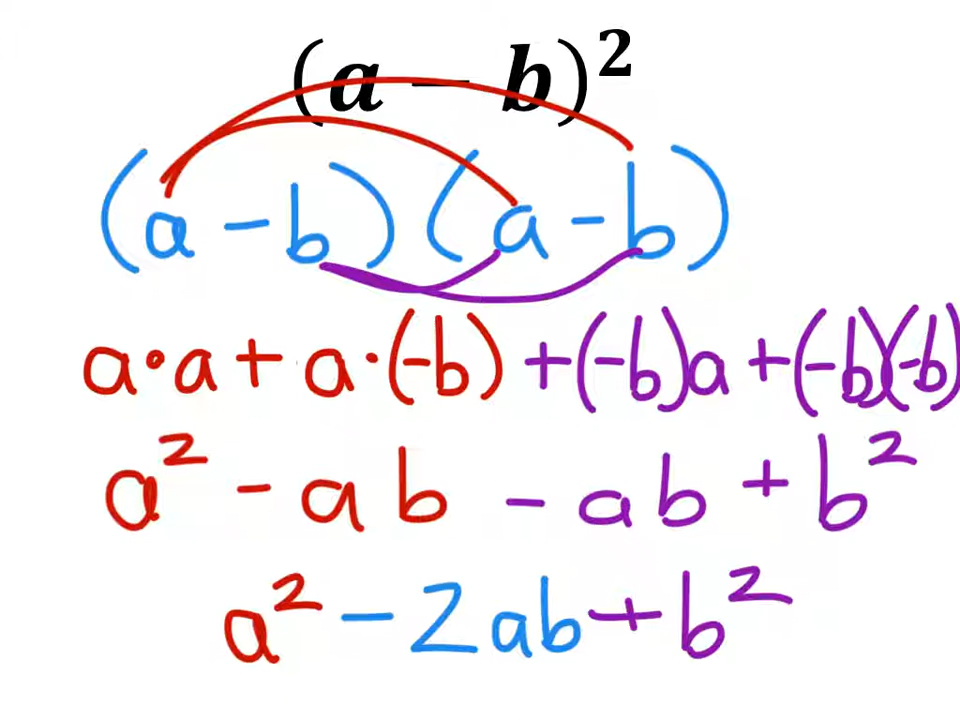 (a − b)²
(a - b)(a - b)
a·a + a·(-b) + (-b)a + (-b)(-b)
a² - ab - ab + b²
a² - 2ab + b²